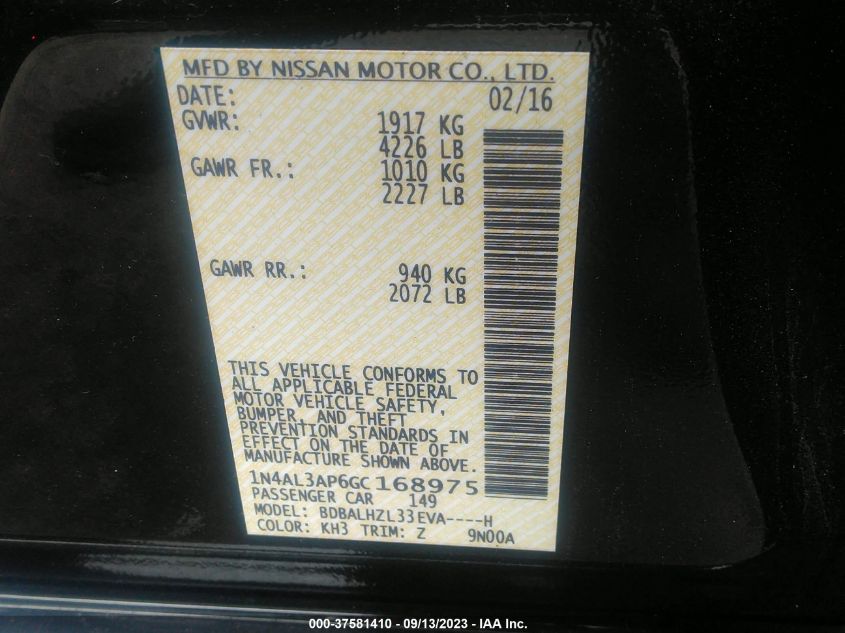 MFD BY NISSAN MOTOR CO., LTD.
DATE: 02/16
GVWR: 1917 KG
4226 LB
GAWR FR.: 1010 KG
2227 LB
GAWR RR.: 940 KG
2072 LB
THIS VEHICLE CONFORMS TO
ALL APPLICABLE FEDERAL
MOTOR VEHICLE SAFETY,
BUMPER, AND THEFT
PREVENTION STANDARDS IN
EFFECT ON THE DATE OF
MANUFACTURE SHOWN ABOVE.
1N4AL3AP6GC168975
PASSENGER CAR 149
MODEL: BDBALHZL33EVA----H
COLOR: KH3 TRIM: Z 9N00A
000-37581410 - 09/13/2023 - IAA Inc.